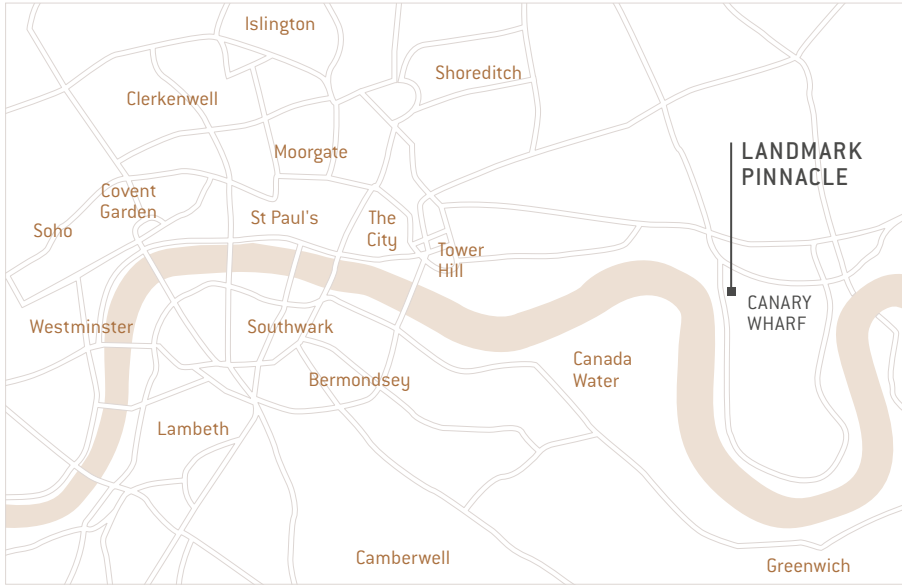 Islington
Shoreditch
Clerkenwell
Moorgate
LANDMARK
PINNACLE
Covent
Garden
St Paul's
The
City
Soho
Tower
Hill
CANARY
WHARF
Westminster
Southwark
Canada
Water
Bermondsey
Lambeth
Camberwell
Greenwich